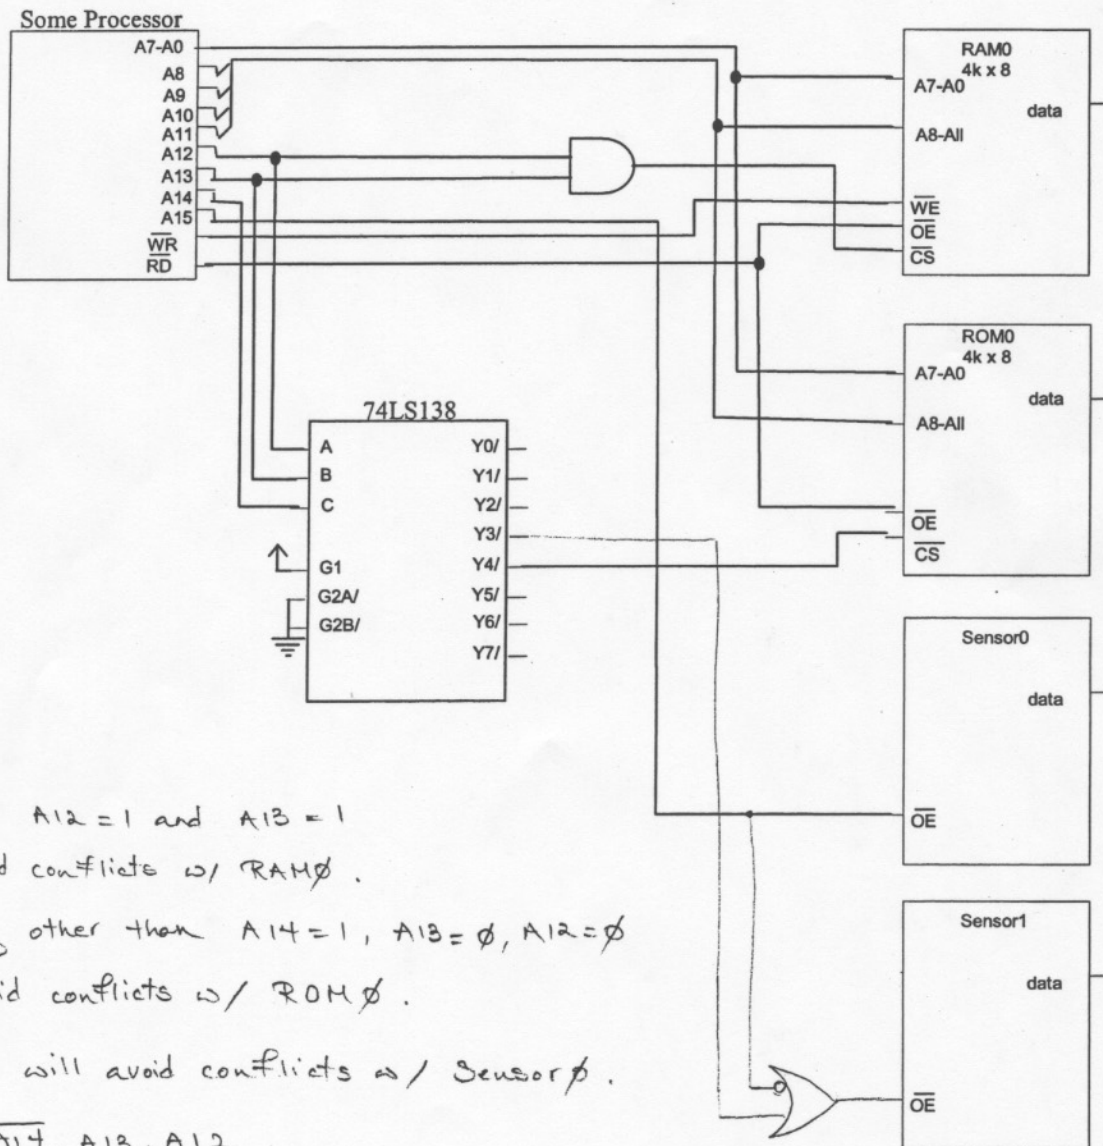 Some Processor
A7-A0
A8
A9
A10
A11
A12
A13
A14
A15
WR
RD
RAM0
4k x 8
A7-A0
data
A8-All
WE
OE
CS
ROM0
4k x 8
A7-A0
data
A8-All
OE
CS
74LS138
A
B
C
G1
G2A/
G2B/
Y0/
Y1/
Y2/
Y3/
Y4/
Y5/
Y6/
Y7/
Sensor0
data
OE
Sensor1
data
OE
A12 = 1 and A13 = 1
conflicts w/ RAMØ.
other than A14 = 1, A13 = Ø, A12 = Ø
conflicts w/ ROMØ.
will avoid conflicts w/ SensorØ.
A14 . A13 . A12